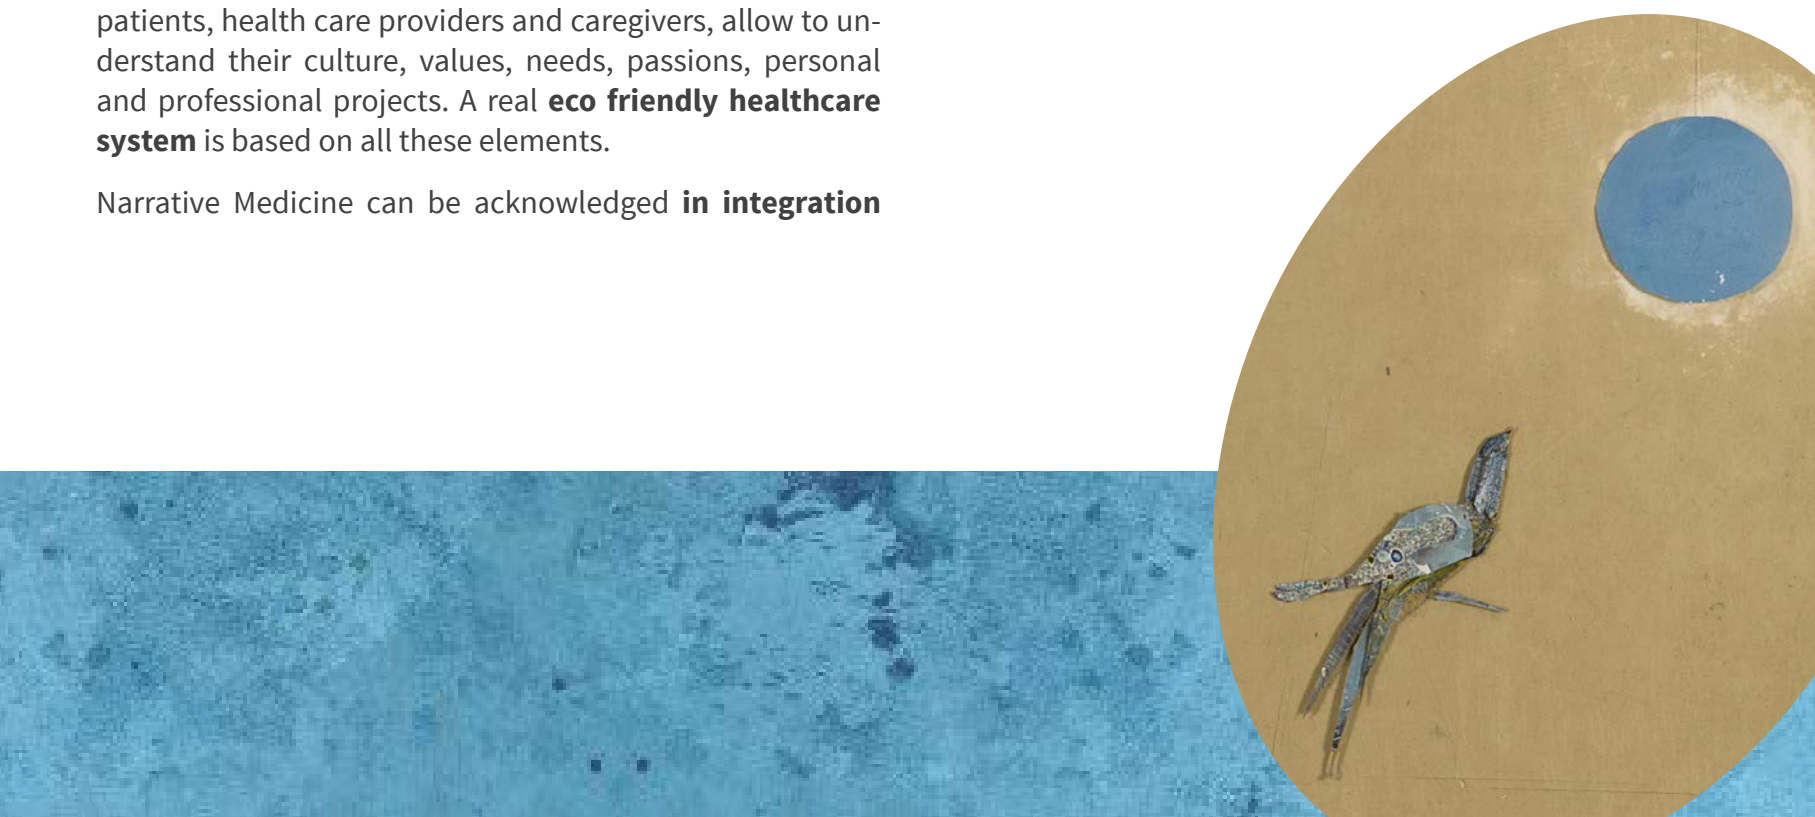 patients, health care providers and caregivers, allow to un-
derstand their culture, values, needs, passions, personal
and professional projects. A real eco friendly healthcare
system is based on all these elements.
Narrative Medicine can be acknowledged in integration